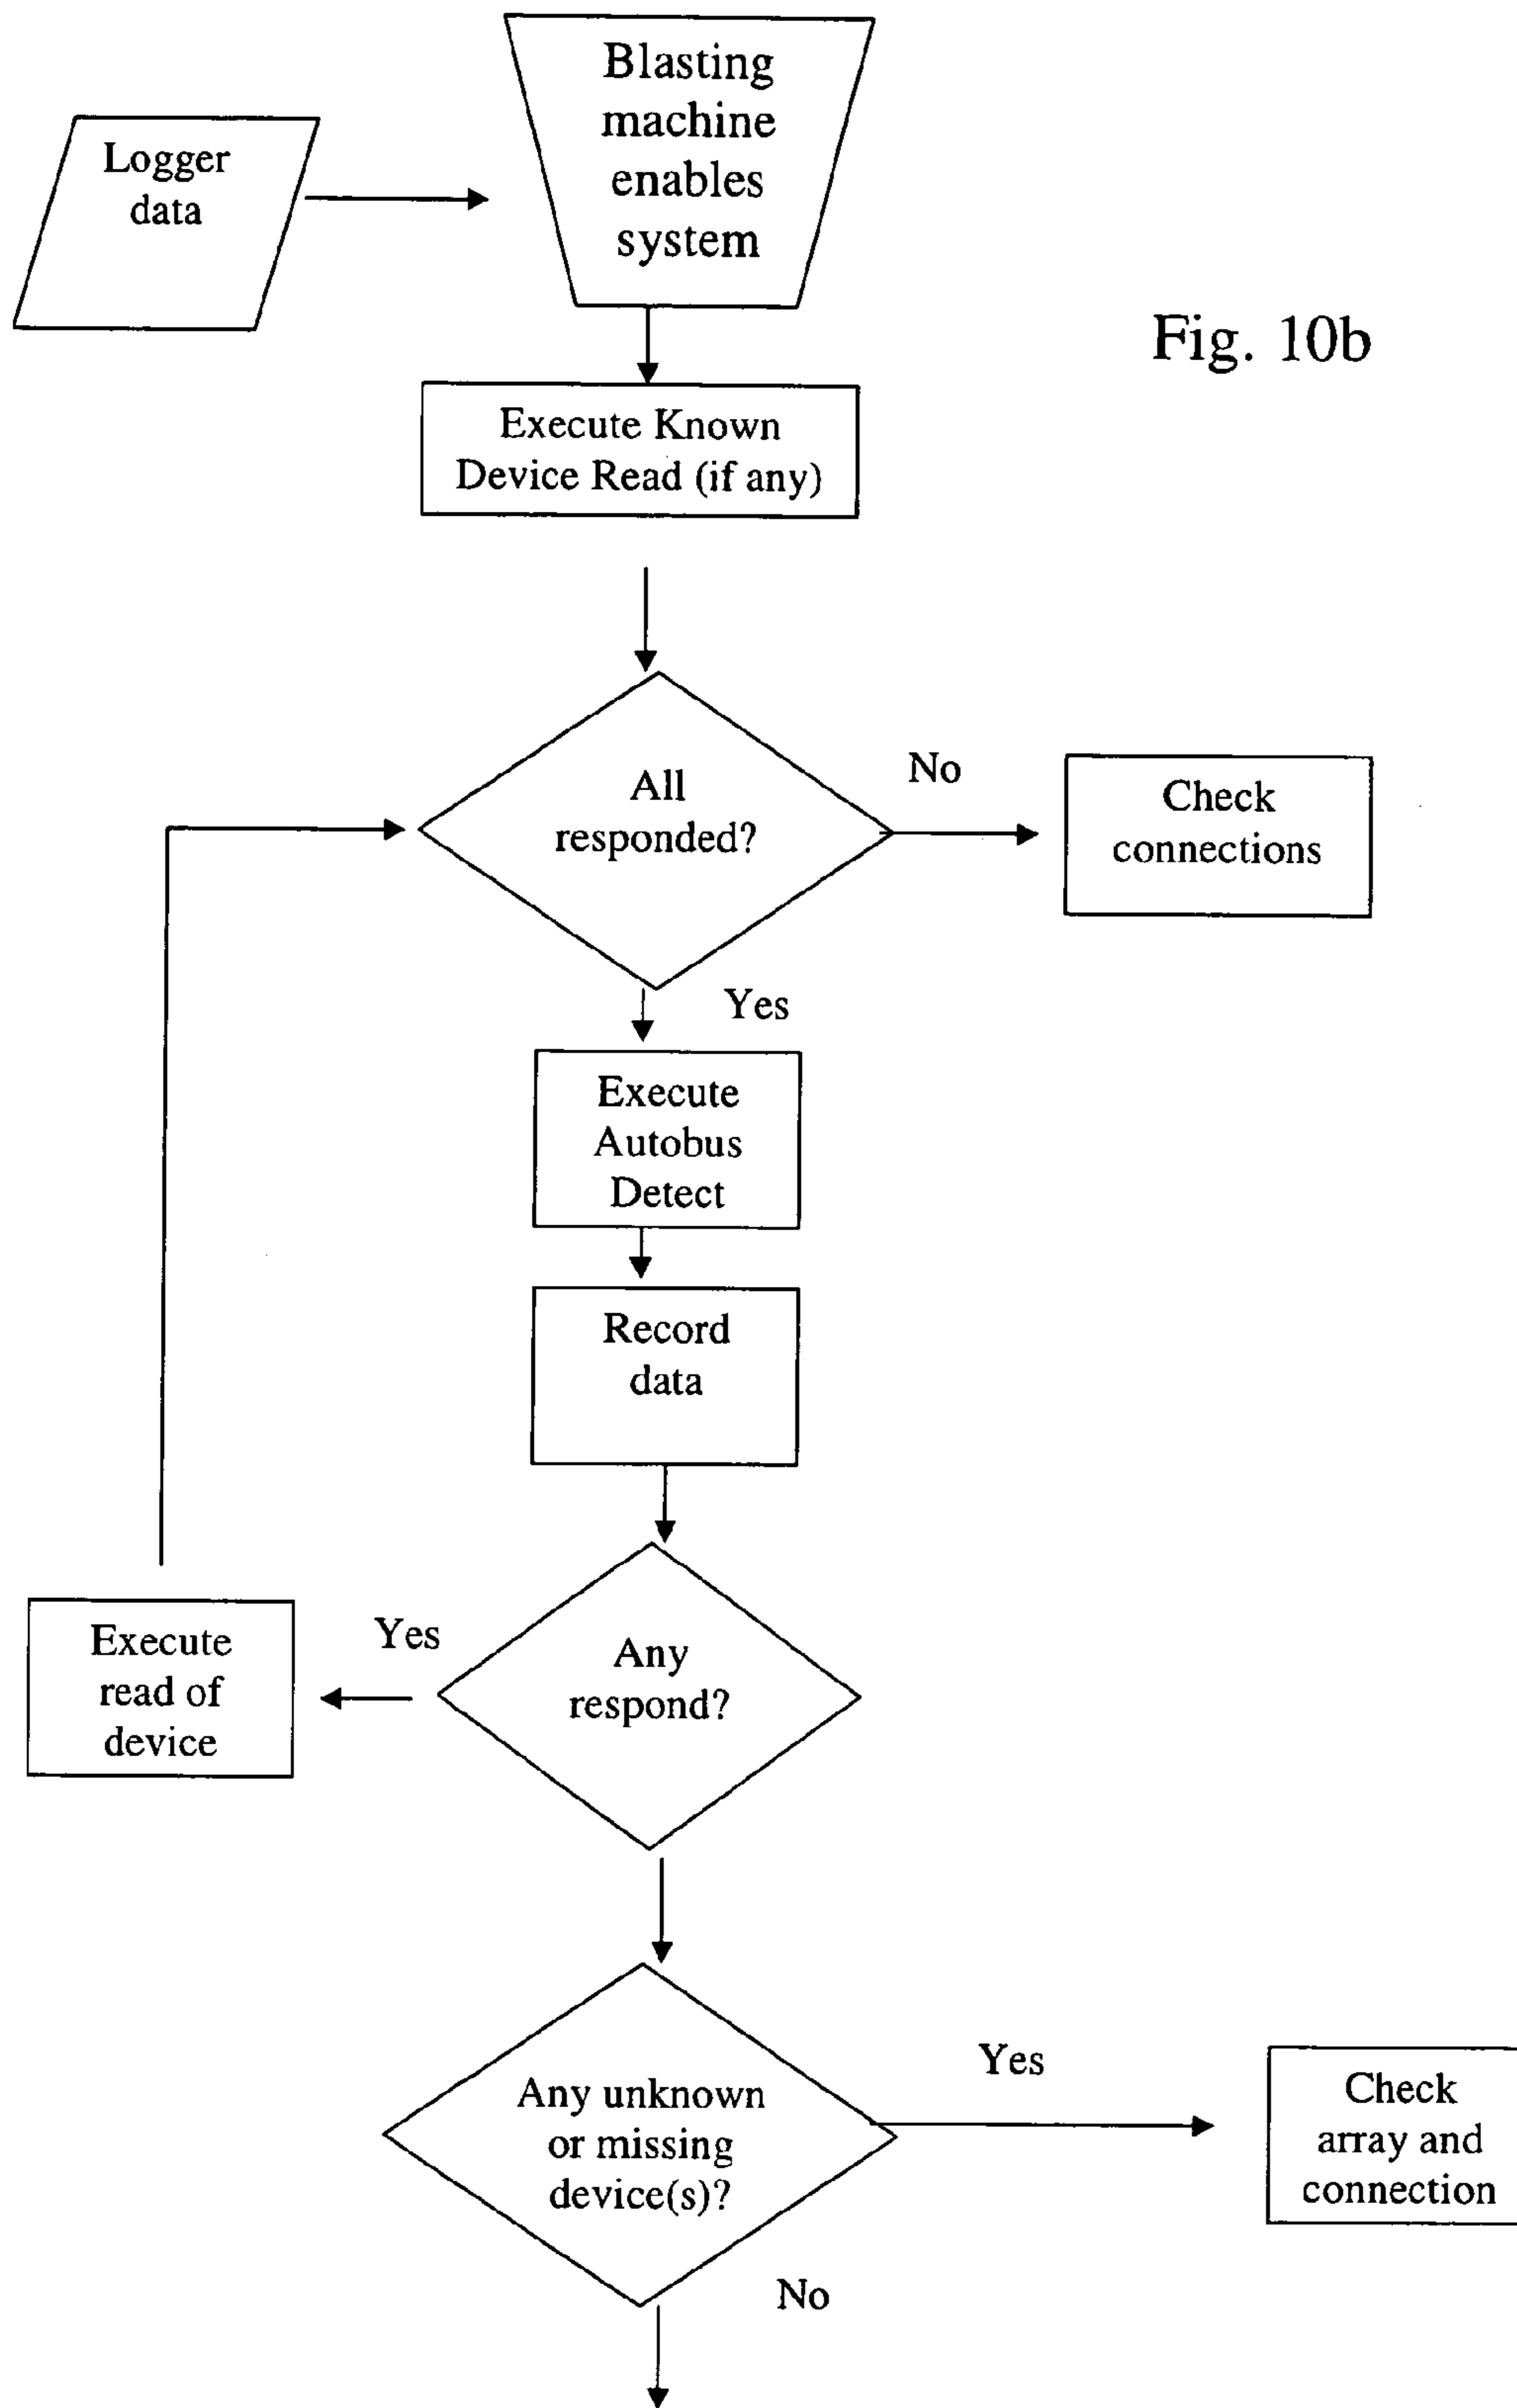 Blasting
machine
enables
system
Logger
data
Fig. 10b
Execute Known
Device Read (if any)
All
responded?
No
Check
connections
Yes
Execute
Autobus
Detect
Record
data
Any
respond?
Yes
Execute
read of
device
Any unknown
or missing
device(s)?
Yes
Check
array and
connection
No